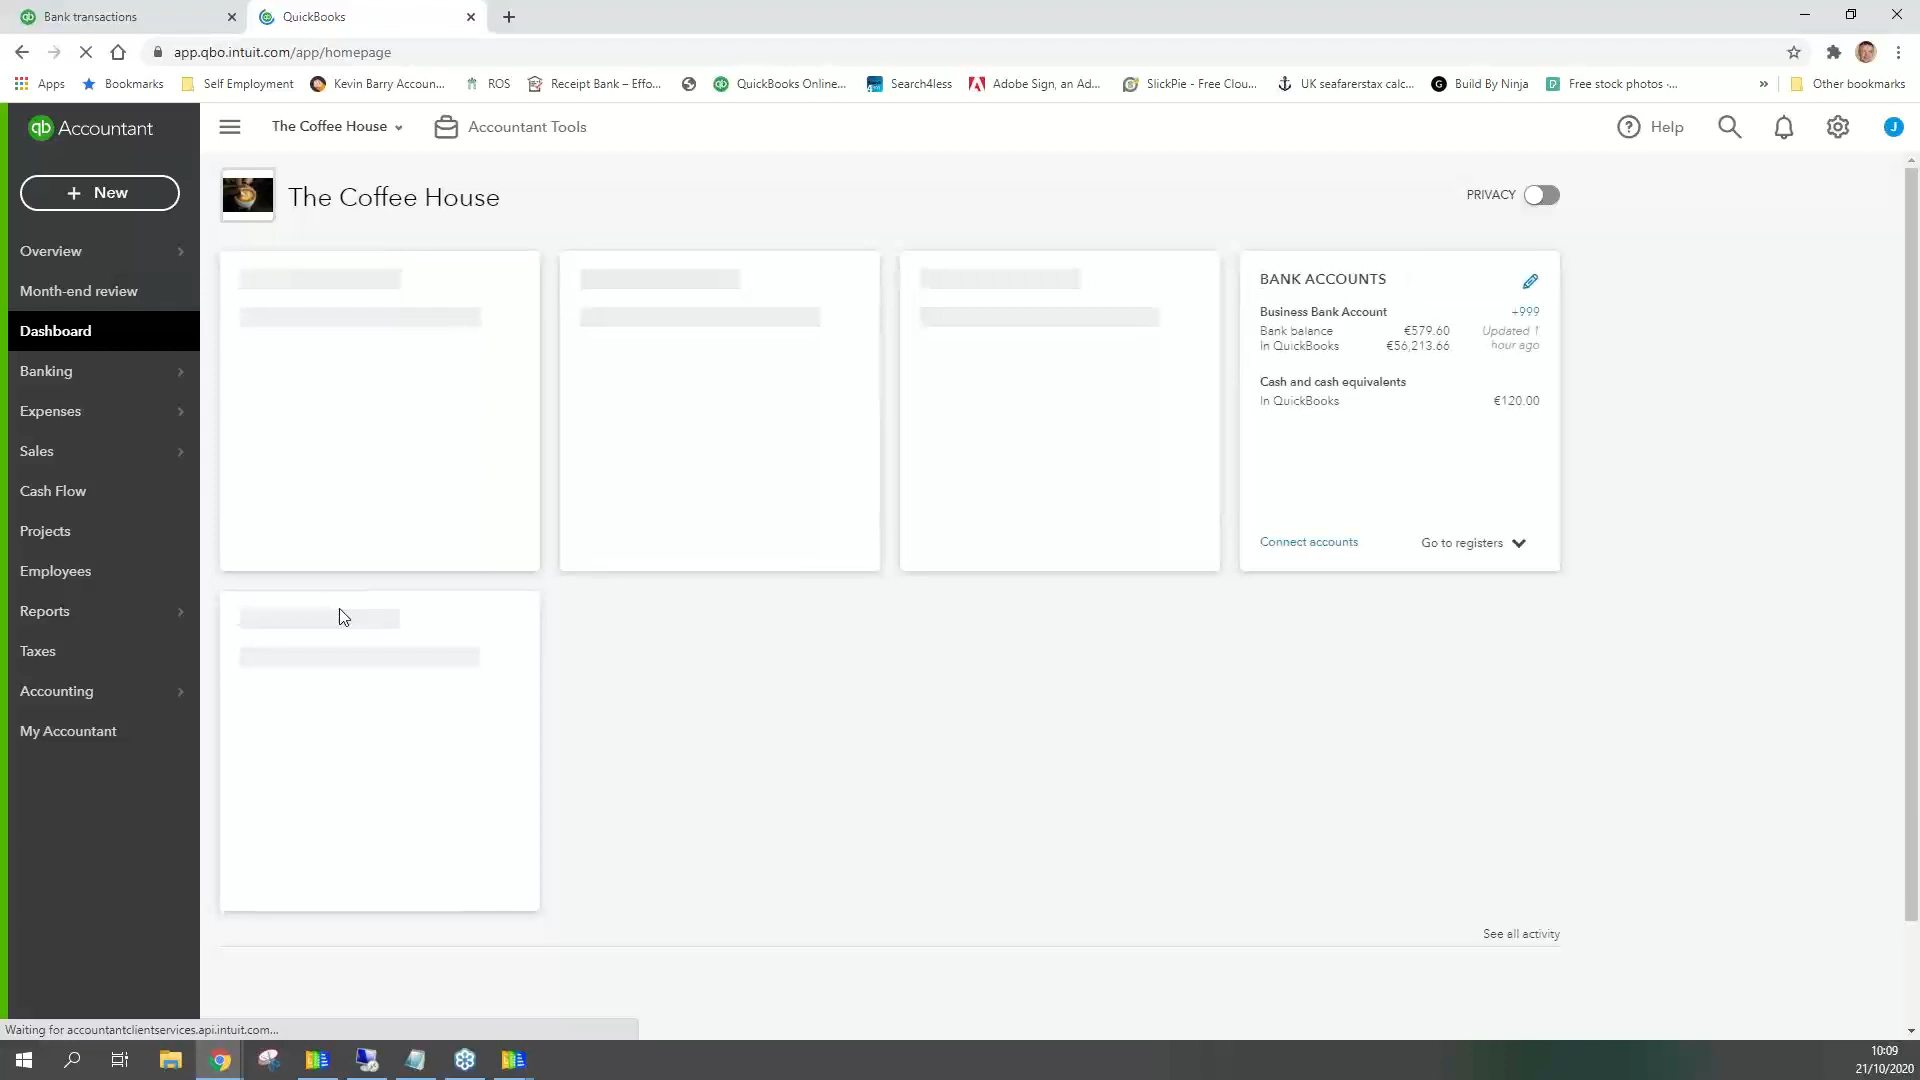 Bank transactions
QuickBooks
app.qbo.intuit.com/app/homepage
Apps
Bookmarks
Self Employment
Kevin Barry Accoun...
ROS
Receipt Bank – Effo...
QuickBooks Online...
Search4less
Adobe Sign, an Ad...
SlickPie - Free Clou...
UK seafarerstax calc...
Build By Ninja
Free stock photos -...
»
Other bookmarks
qb Accountant
The Coffee House
Accountant Tools
Help
J
+ New
The Coffee House
PRIVACY
Overview
Month-end review
Dashboard
Banking
Expenses
Sales
Cash Flow
Projects
Employees
Reports
Taxes
Accounting
My Accountant
BANK ACCOUNTS
Business Bank Account +999
Bank balance €579.60 Updated 1
In QuickBooks €56,213.66 hour ago
Cash and cash equivalents
In QuickBooks €120.00
Connect accounts Go to registers
See all activity
Waiting for accountantclientservices.api.intuit.com...
10:09
21/10/2020